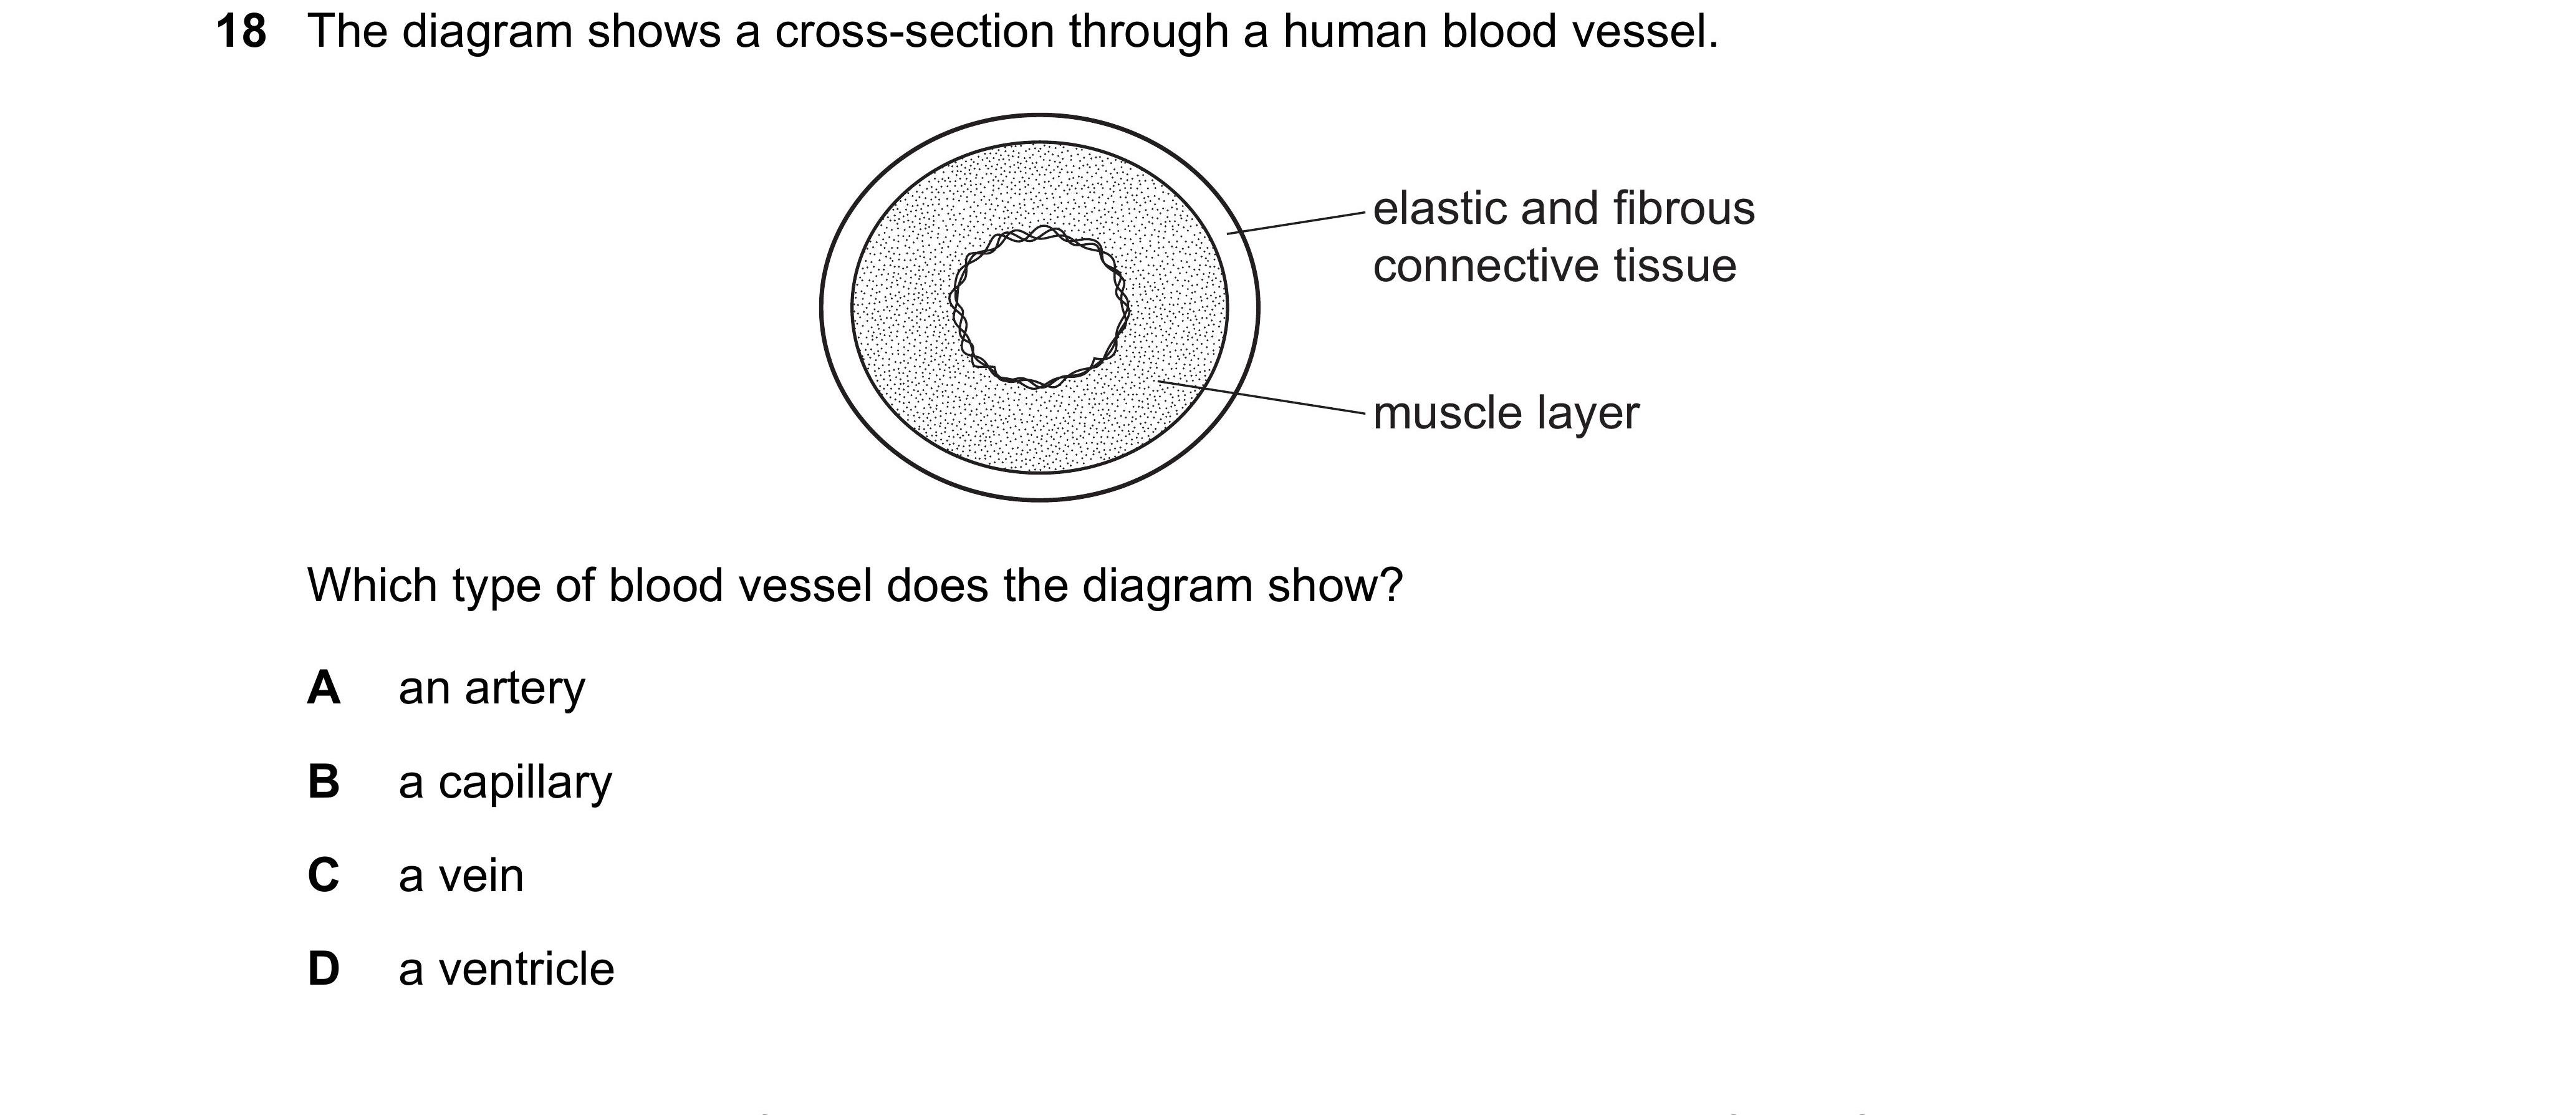 18 The diagram shows a cross-section through a human blood vessel.
elastic and fibrous
connective tissue
muscle layer
Which type of blood vessel does the diagram show?
A an artery
B a capillary
C a vein
D a ventricle